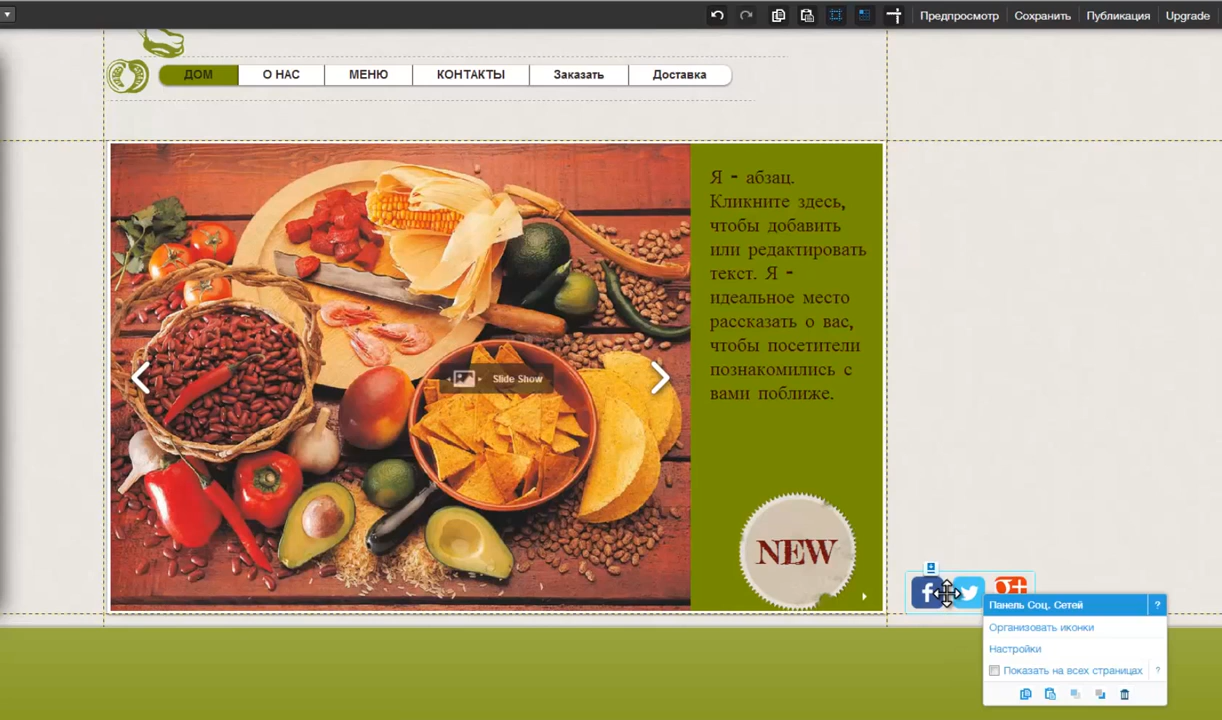 Предпросмотр Сохранить Публикация Upgrade
ДОМ О НАС МЕНЮ КОНТАКТЫ Заказать Доставка
Я - абзац.
Кликните здесь,
чтобы добавить
или редактировать
текст. Я -
идеальное место
рассказать о вас,
чтобы посетители
познакомились с
вами поближе.
Slide Show
NEW
Панель Соц. Сетей ?
Организовать иконки
Настройки
Показать на всех страницах ?